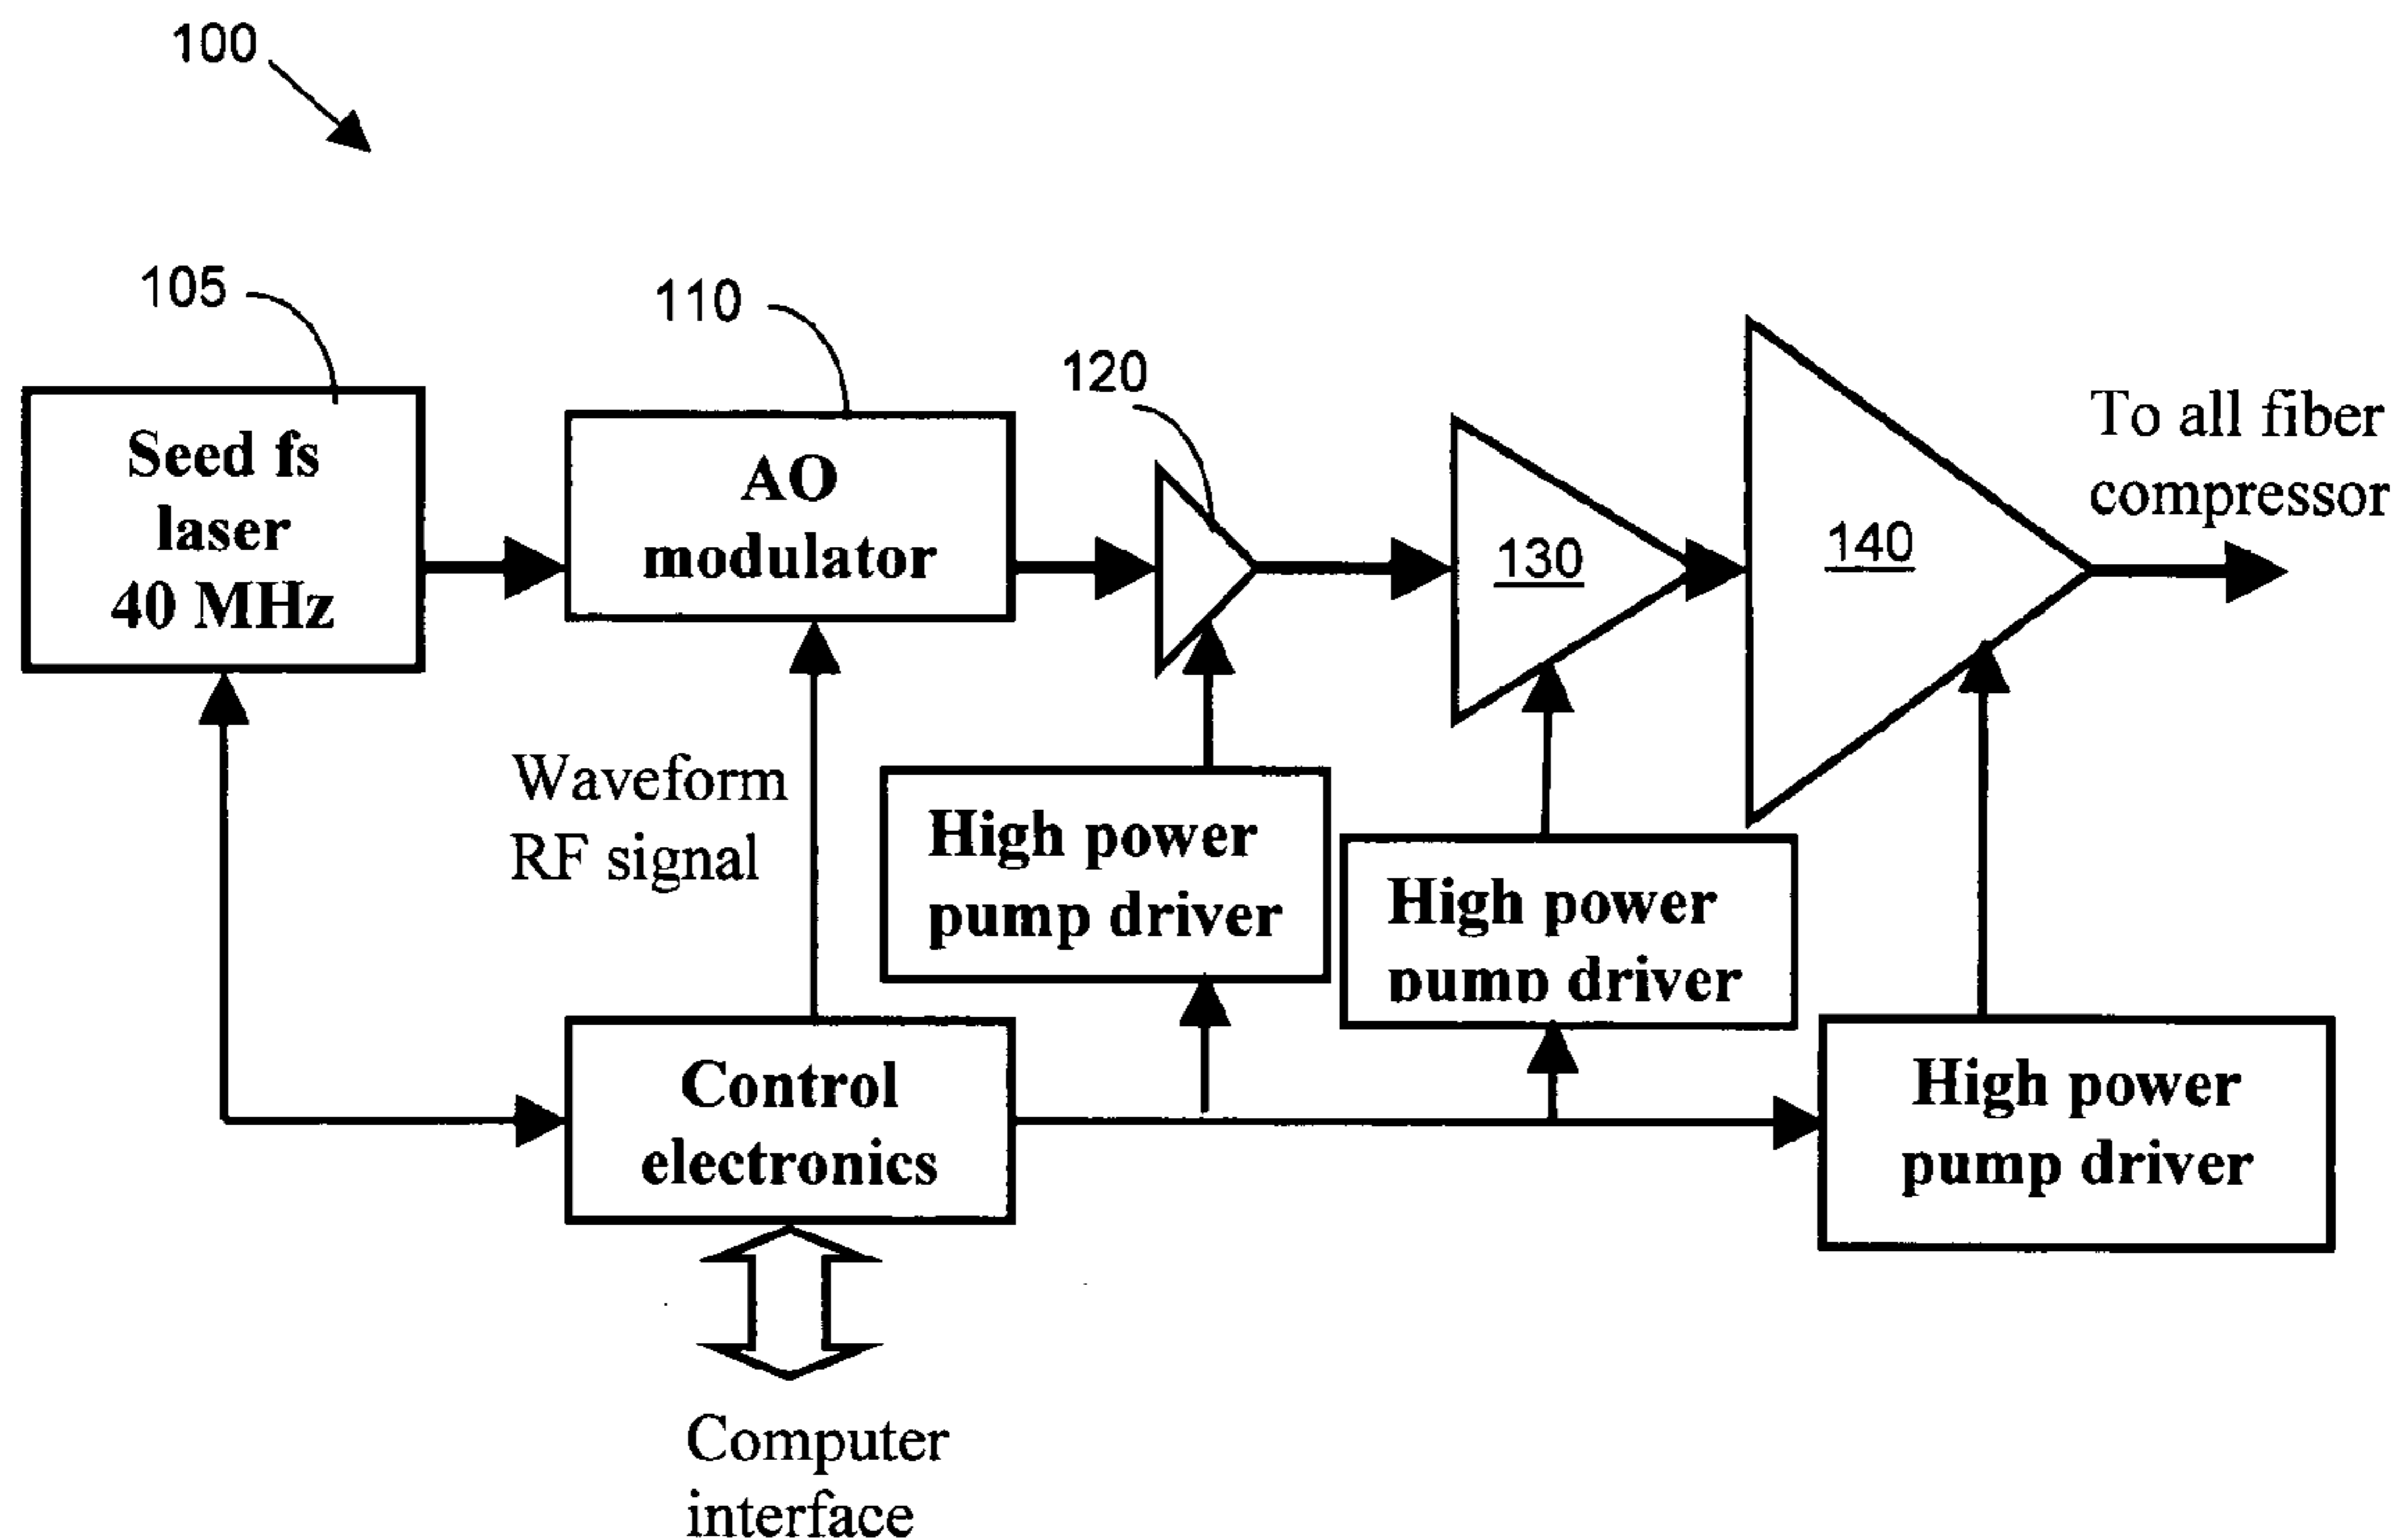 100
105
110
120
Seed fs
laser
40 MHz
AO
modulator
130
140
To all fiber
compressor
Waveform
RF signal
High power
pump driver
High power
pump driver
High power
pump driver
Control
electronics
Computer
interface